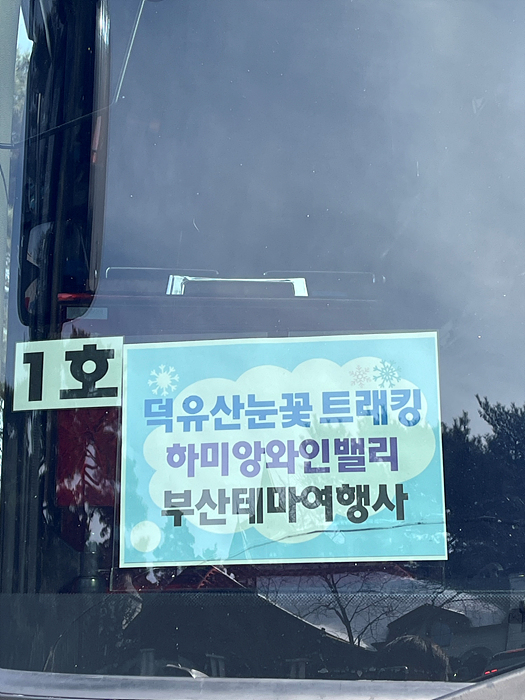 1호
덕유산눈꽃트래킹
하미앙와인밸리
부산테마여행사